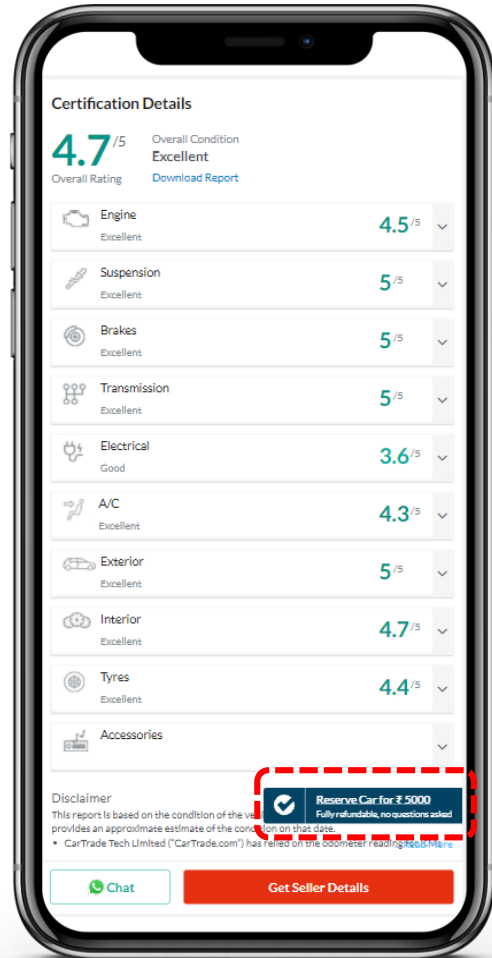 Certification Details
4.7/5
Overall Rating
Overall Condition
Excellent
Download Report
Engine
Excellent
4.5/5
Suspension
Excellent
5/5
Brakes
Excellent
5/5
Transmission
Excellent
5/5
Electrical
Good
3.6/5
A/C
Excellent
4.3/5
Exterior
Excellent
5/5
Interior
Excellent
4.7/5
Tyres
Excellent
4.4/5
Accessories
Disclaimer
Reserve Car for ₹ 5000
Fully refundable, no questions asked
This report is based on the condition of the
provides an approximate estimate of the condition on that date.
• CarTrade Tech Limited ("CarTrade.com") has relied on the odometer reading More
Chat
Get Seller Details